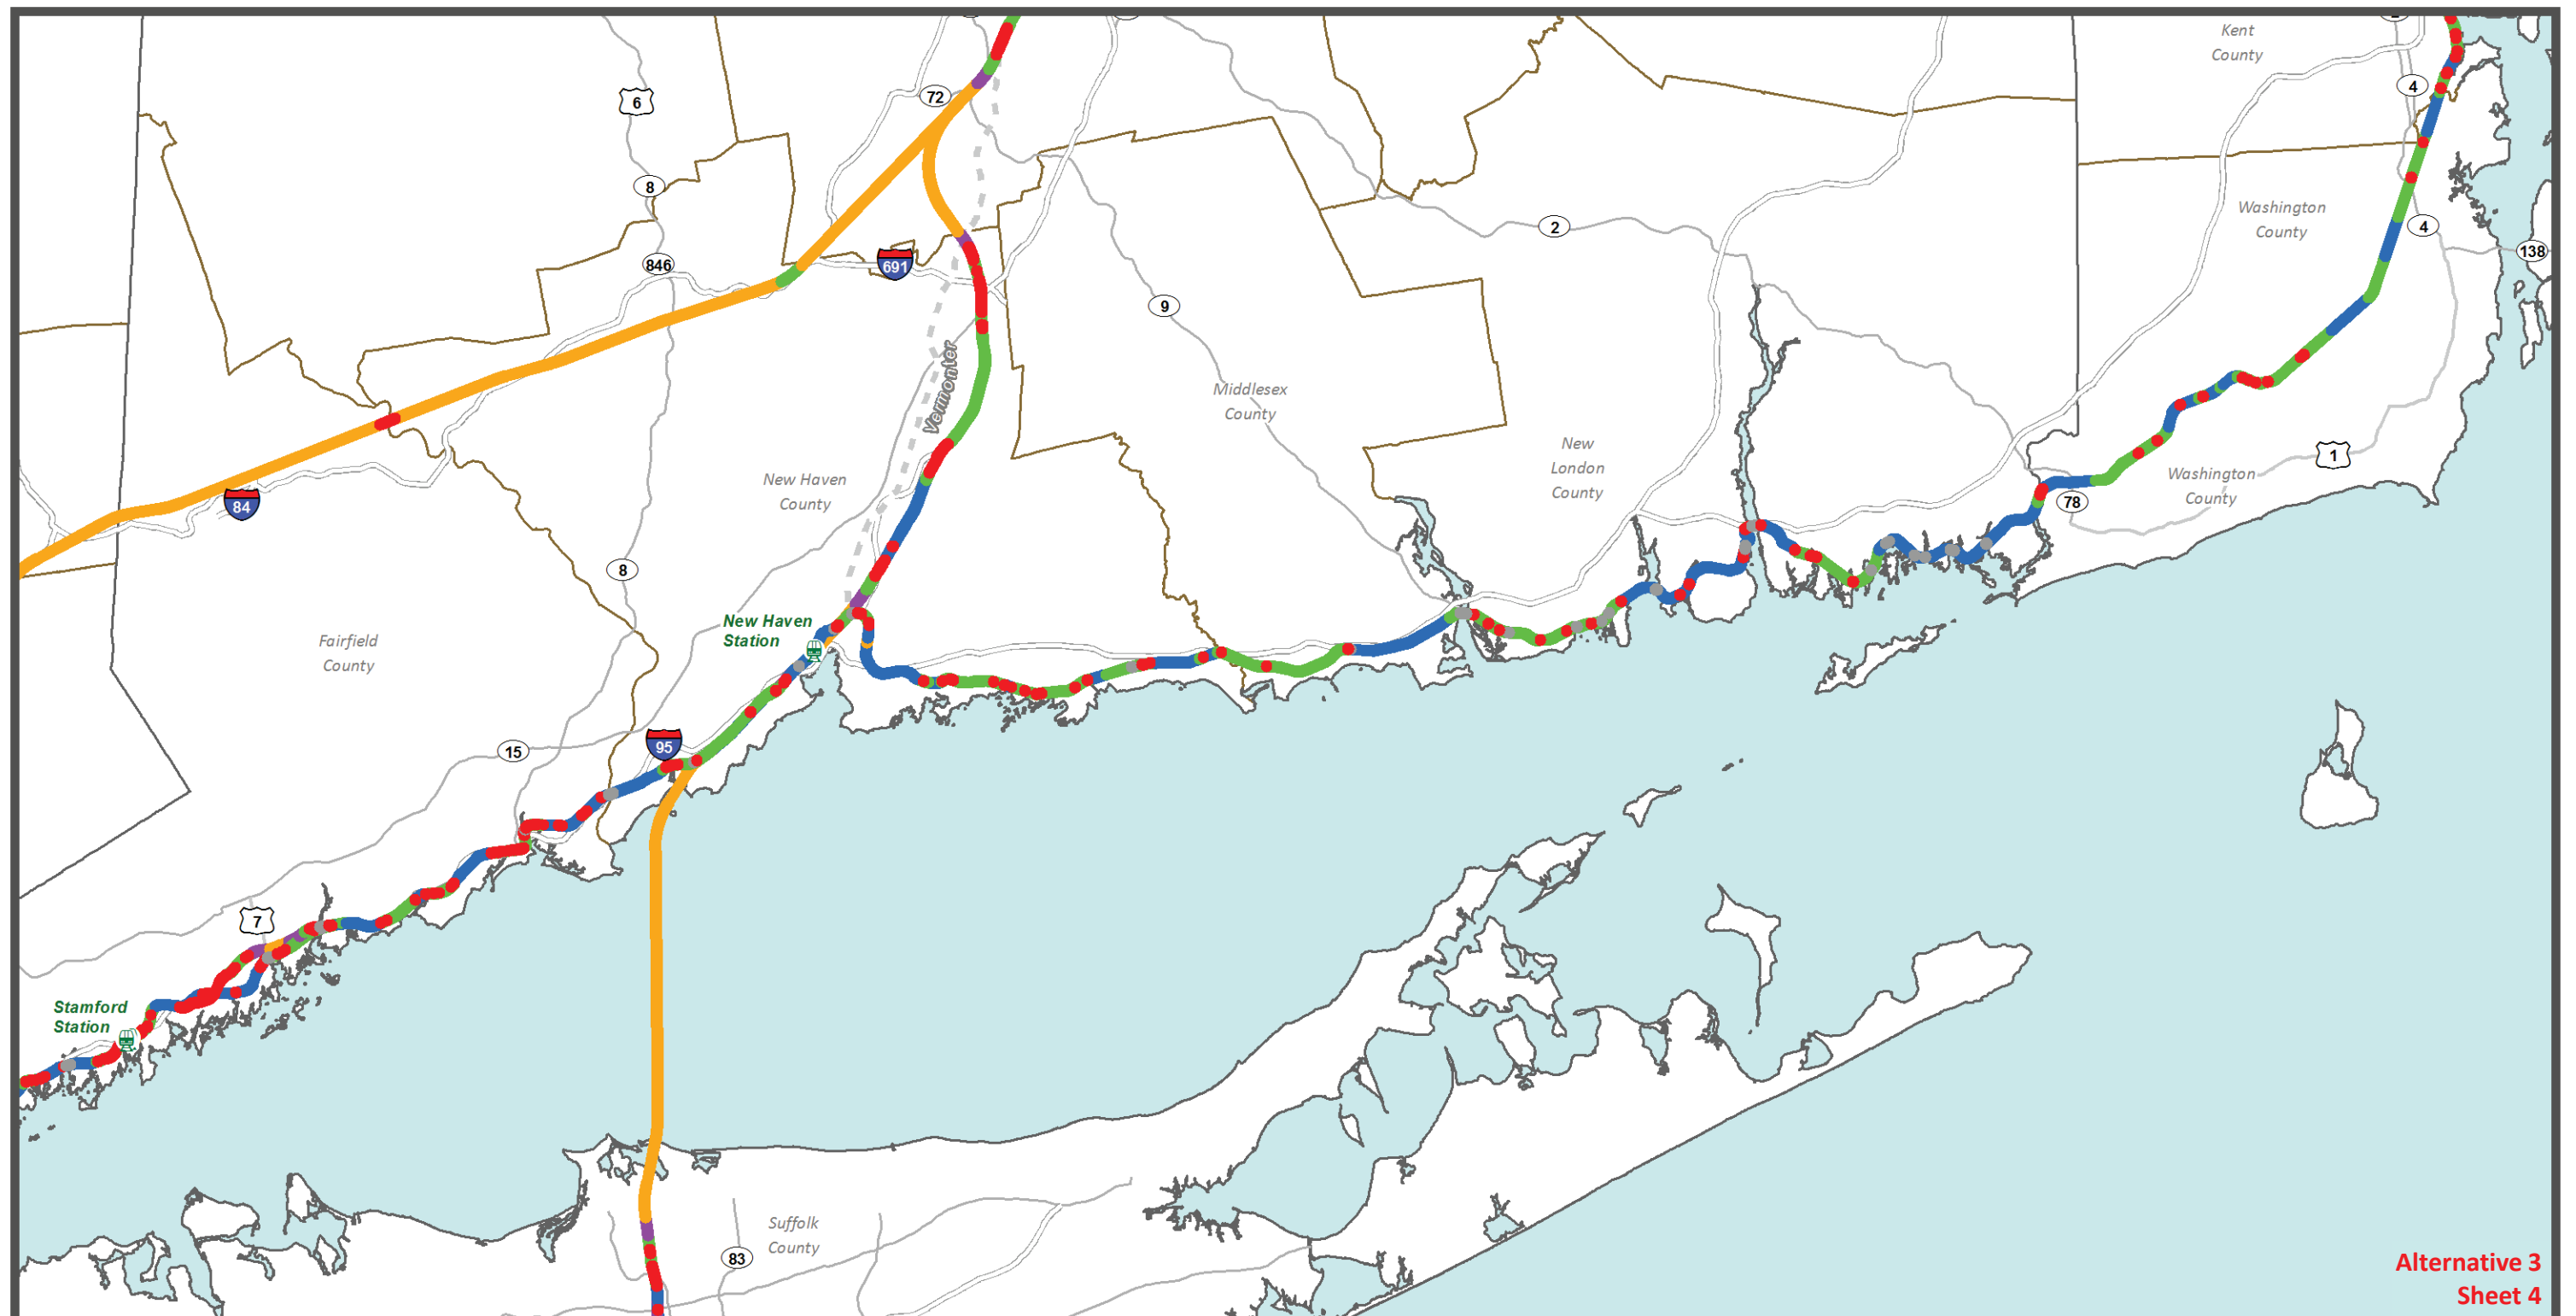 Kent
County
6
72
4
8
Washington
County
2
4
846
691
138
9
Vermonter
Middlesex
County
New
London
County
1
New Haven
County
Washington
County
84
78
8
New Haven
Station
Fairfield
County
95
15
7
Stamford
Station
Suffolk
County
83
Alternative 3
Sheet 4